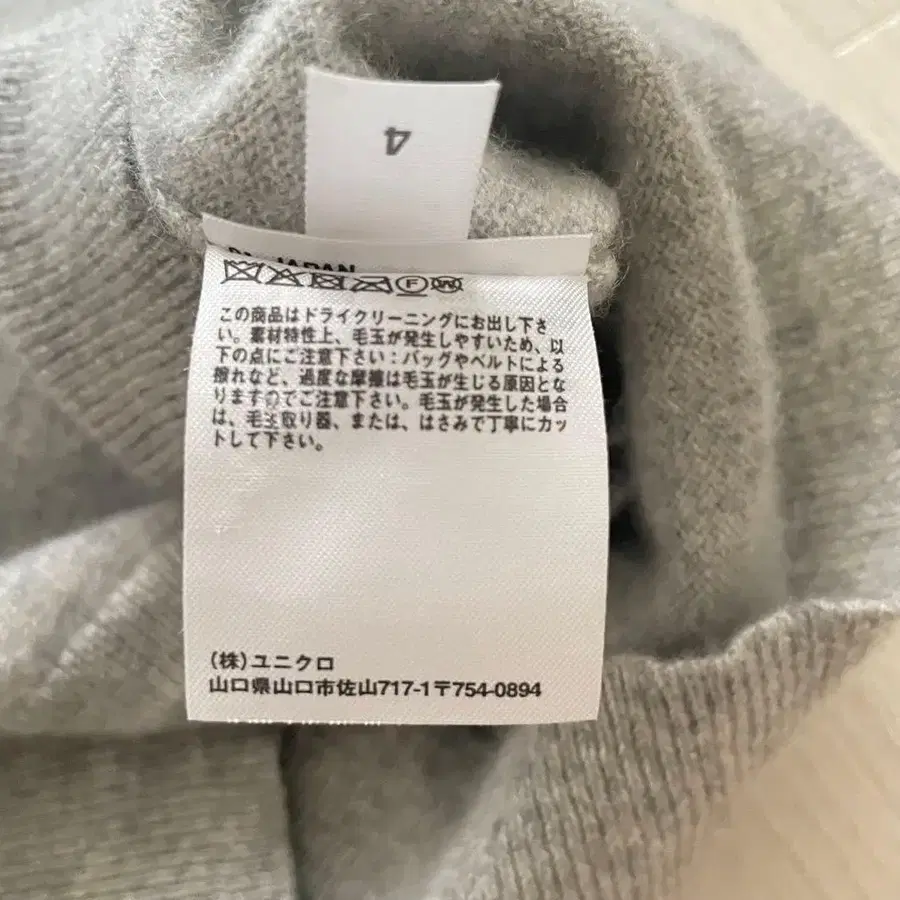 4
JAPAN
F W
この商品はドライクリーニングにお出し下さ
い。素材特性上、毛玉が発生しやすいため、以
下の点にご注意下さい：バッグやベルトによる
擦れなど、過度な摩擦は毛玉が生じる原因とな
りますのでご注意下さい。毛玉が発生した場合
は、毛玉取り器、または、はさみで丁寧にカッ
トして下さい。
(株)ユニクロ
山口県山口市佐山717-1〒754-0894